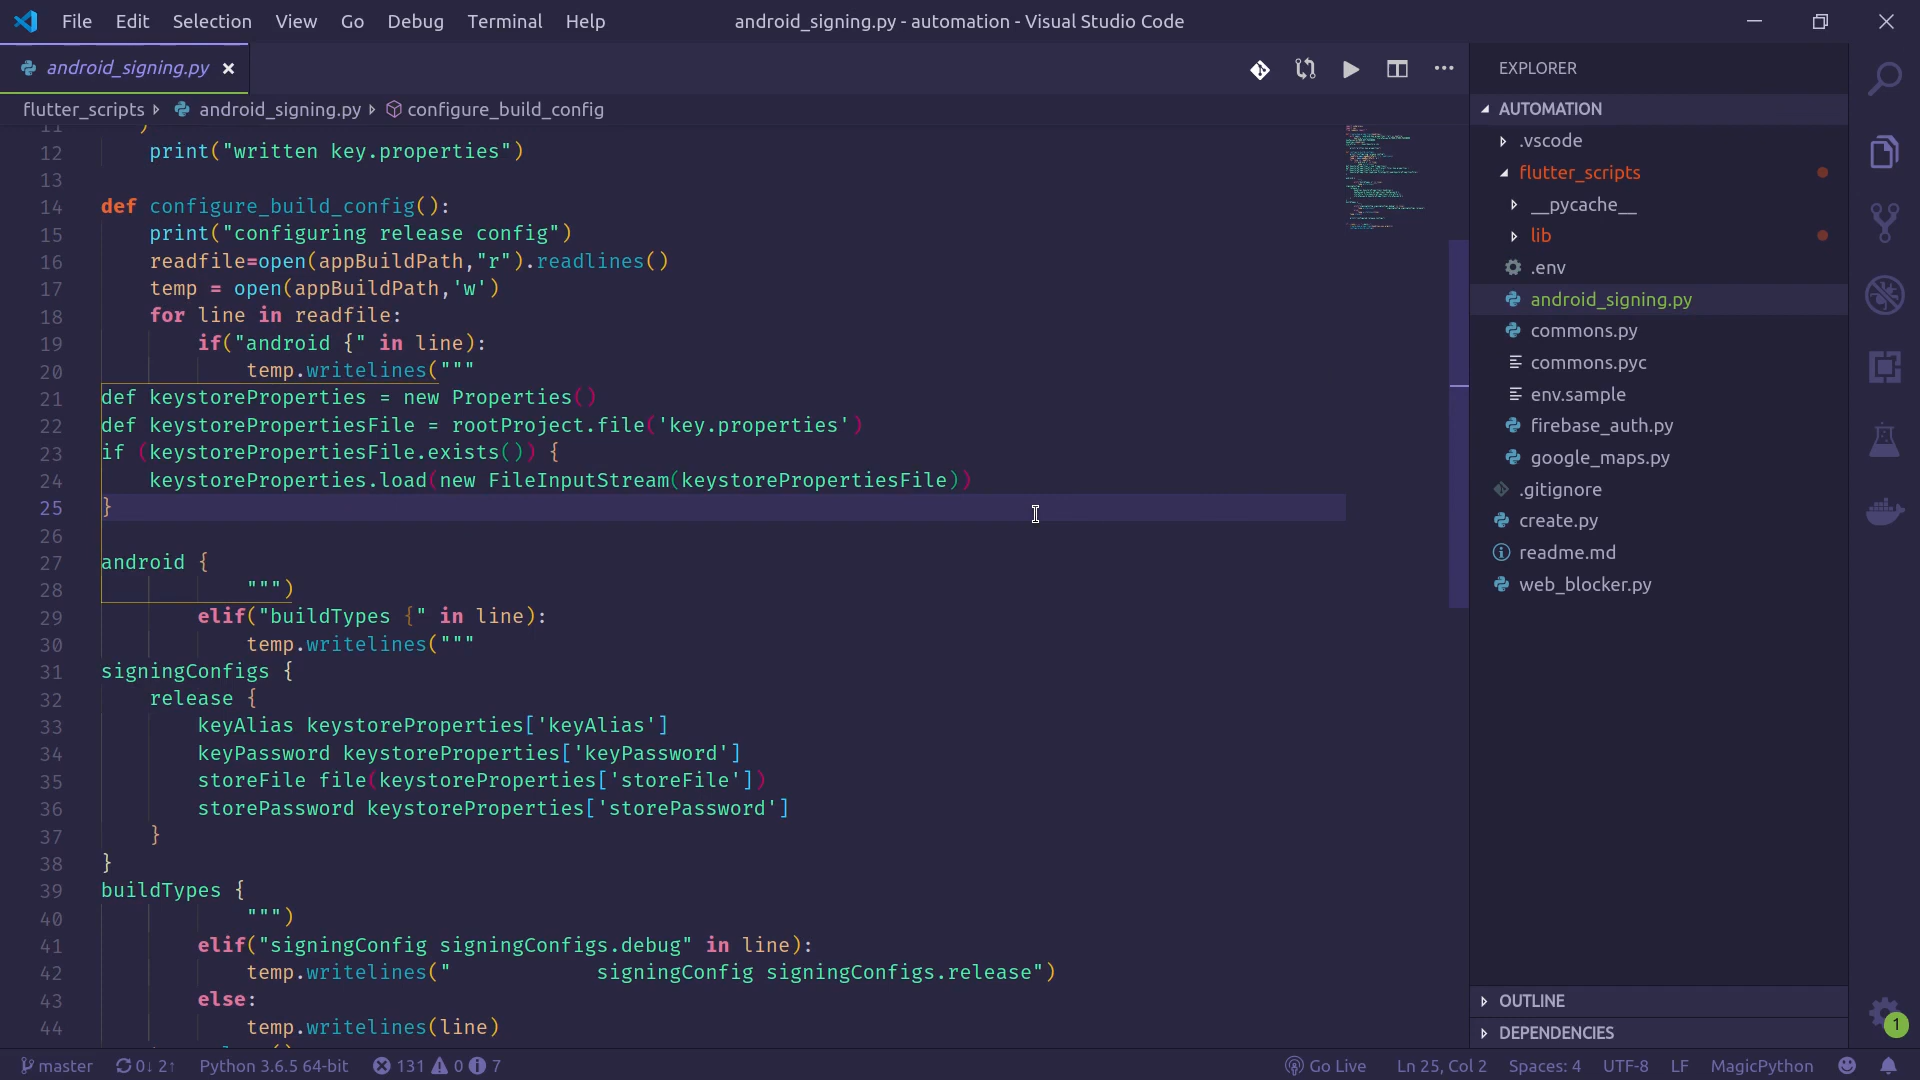 File Edit Selection View Go Debug Terminal Help android_signing.py - automation - Visual Studio Code
android_signing.py
flutter_scripts android_signing.py configure_build_config
11 )
12 print("written key.properties")
13
14 def configure_build_config():
15 print("configuring release config")
16 readfile=open(appBuildPath,"r").readlines()
17 temp = open(appBuildPath,'w')
18 for line in readfile:
19 if("android {" in line):
20 temp.writelines("""
21 def keystoreProperties = new Properties()
22 def keystorePropertiesFile = rootProject.file('key.properties')
23 if (keystorePropertiesFile.exists()) {
24 keystoreProperties.load(new FileInputStream(keystorePropertiesFile))
25 }
26
27 android {
28 """)
29 elif("buildTypes {" in line):
30 temp.writelines("""
31 signingConfigs {
32 release {
33 keyAlias keystoreProperties['keyAlias']
34 keyPassword keystoreProperties['keyPassword']
35 storeFile file(keystoreProperties['storeFile'])
36 storePassword keystoreProperties['storePassword']
37 }
38 }
39 buildTypes {
40 """)
41 elif("signingConfig signingConfigs.debug" in line):
42 temp.writelines("            signingConfig signingConfigs.release")
43 else:
44 temp.writelines(line)
EXPLORER
AUTOMATION
.vscode
flutter_scripts
__pycache__
lib
.env
android_signing.py
commons.py
commons.pyc
env.sample
firebase_auth.py
google_maps.py
.gitignore
create.py
readme.md
web_blocker.py
OUTLINE
DEPENDENCIES
1
master 0↓ 2↑ Python 3.6.5 64-bit 131 0 7 Go Live Ln 25, Col 2 Spaces: 4 UTF-8 LF MagicPython